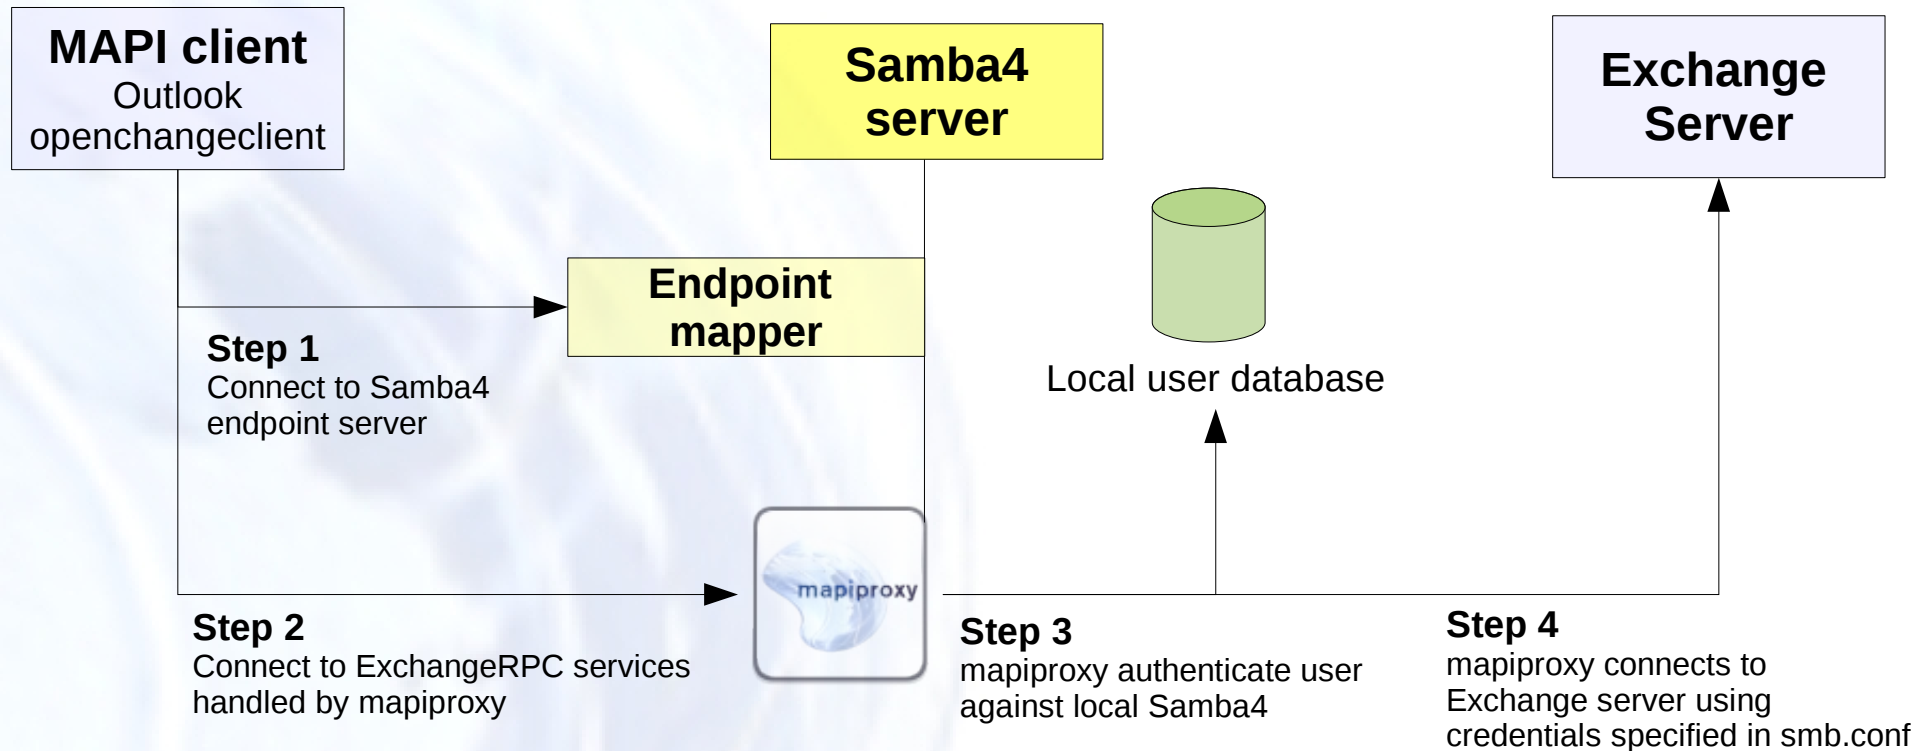 MAPI client
Outlook
openchangeclient
Samba4
server
Exchange
Server
Endpoint
mapper
Step 1
Connect to Samba4
endpoint server
Local user database
mapiproxy
Step 2
Connect to ExchangeRPC services
handled by mapiproxy
Step 3
mapiproxy authenticate user
against local Samba4
Step 4
mapiproxy connects to
Exchange server using
credentials specified in smb.conf